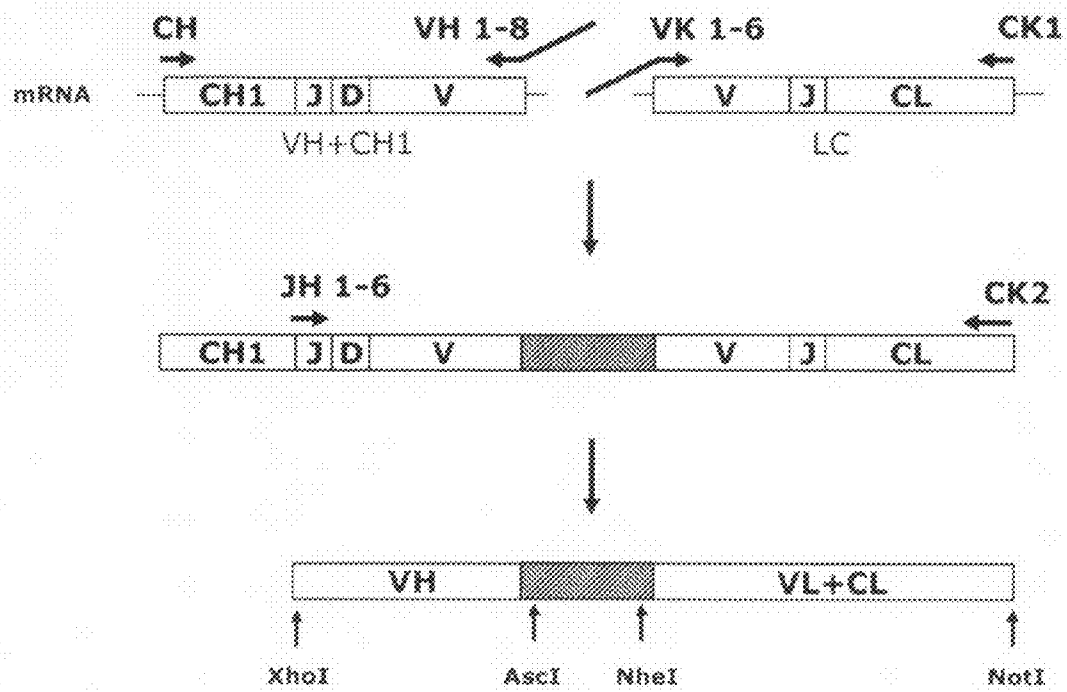 CH VH 1-8 VK 1-6 CK1
mRNA CH1 J D V V J CL
VH+CH1 LC
JH 1-6 CK2
CH1 J D V V J CL
VH VL+CL
XhoI AscI NheI NotI